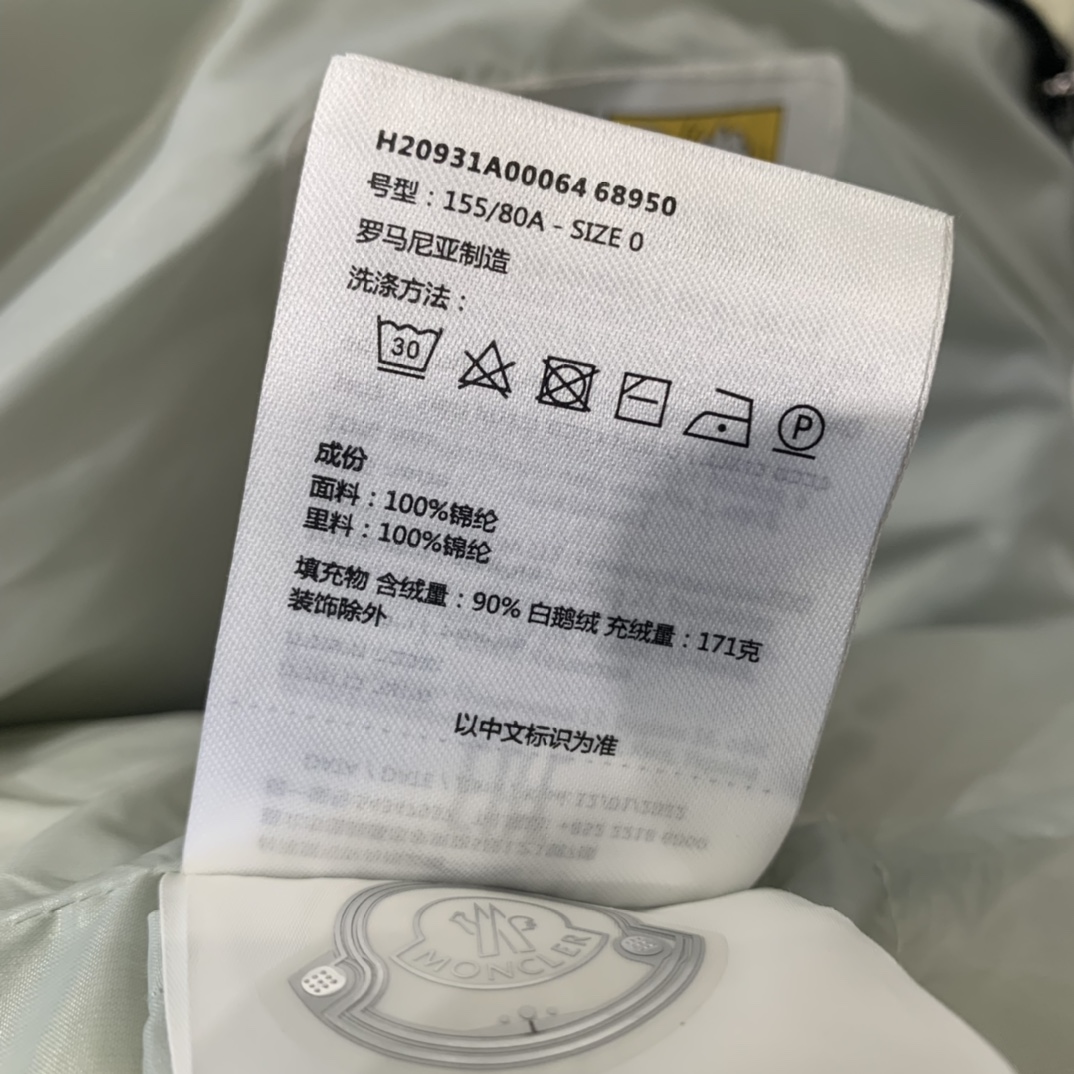 H20931A00064 68950
号型：155/80A - SIZE 0
罗马尼亚制造
洗涤方法：
30
P
成份
面料：100%锦纶
里料：100%锦纶
填充物 含绒量：90% 白鹅绒 充绒量：171克
装饰除外
以中文标识为准
MONCLER